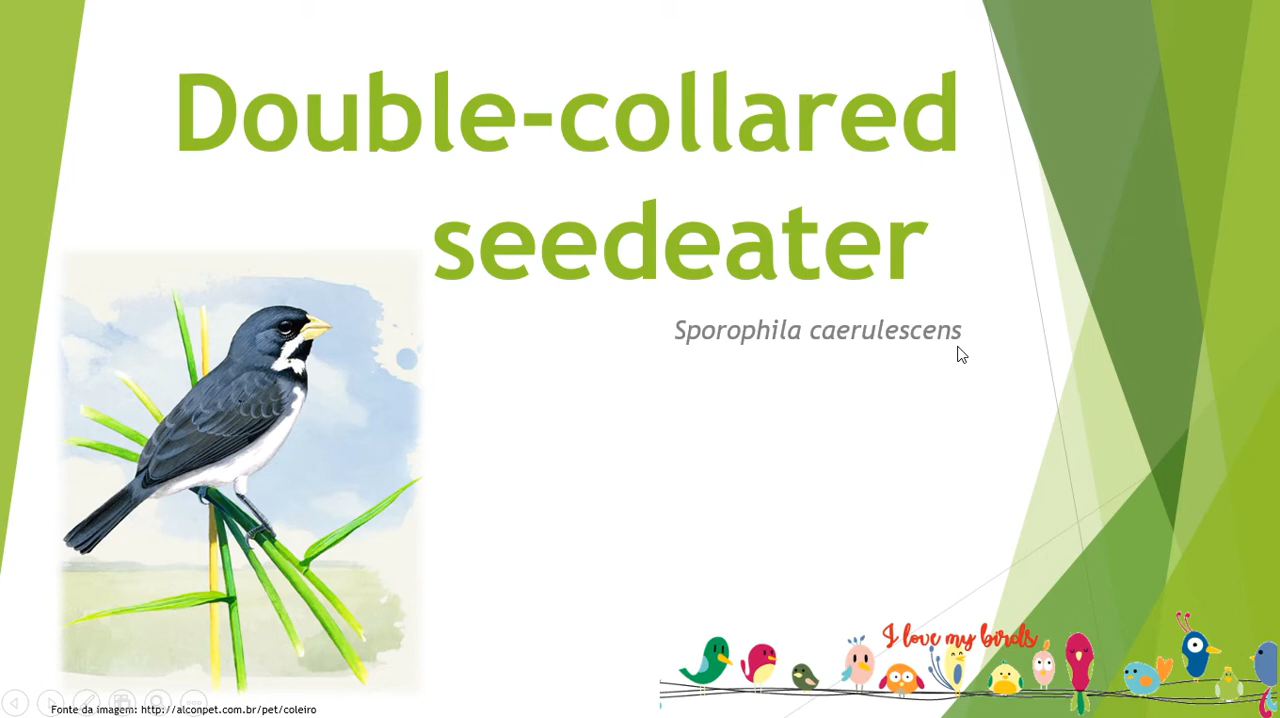 Double-collared
seedeater
Sporophila caerulescens
I love my birds
Fonte da imagem: http://alconpet.com.br/pet/coleiro